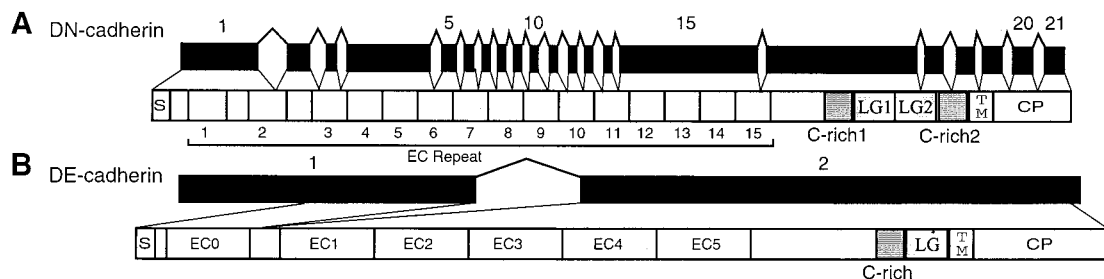 A DN-cadherin 1 5 10 15 20 21
S LG1 LG2 TM CP
1 2 3 4 5 6 7 8 9 10 11 12 13 14 15 C-rich1 C-rich2
EC Repeat
B DE-cadherin 1 2
S EC0 EC1 EC2 EC3 EC4 EC5 LG TM CP
C-rich